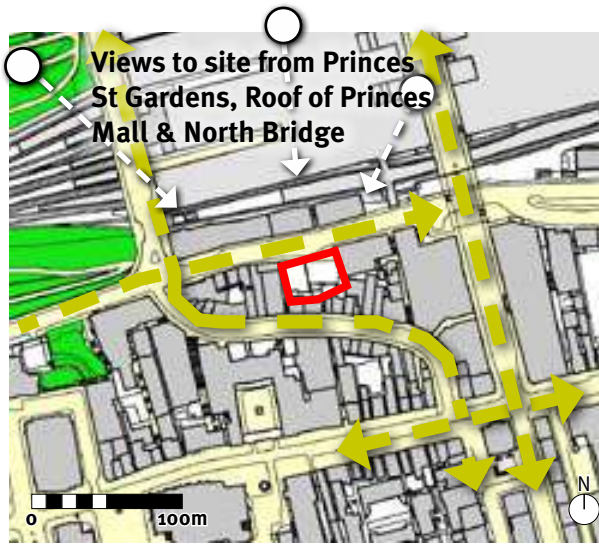 Views to site from Princes
St Gardens, Roof of Princes
Mall & North Bridge
0 100m
N